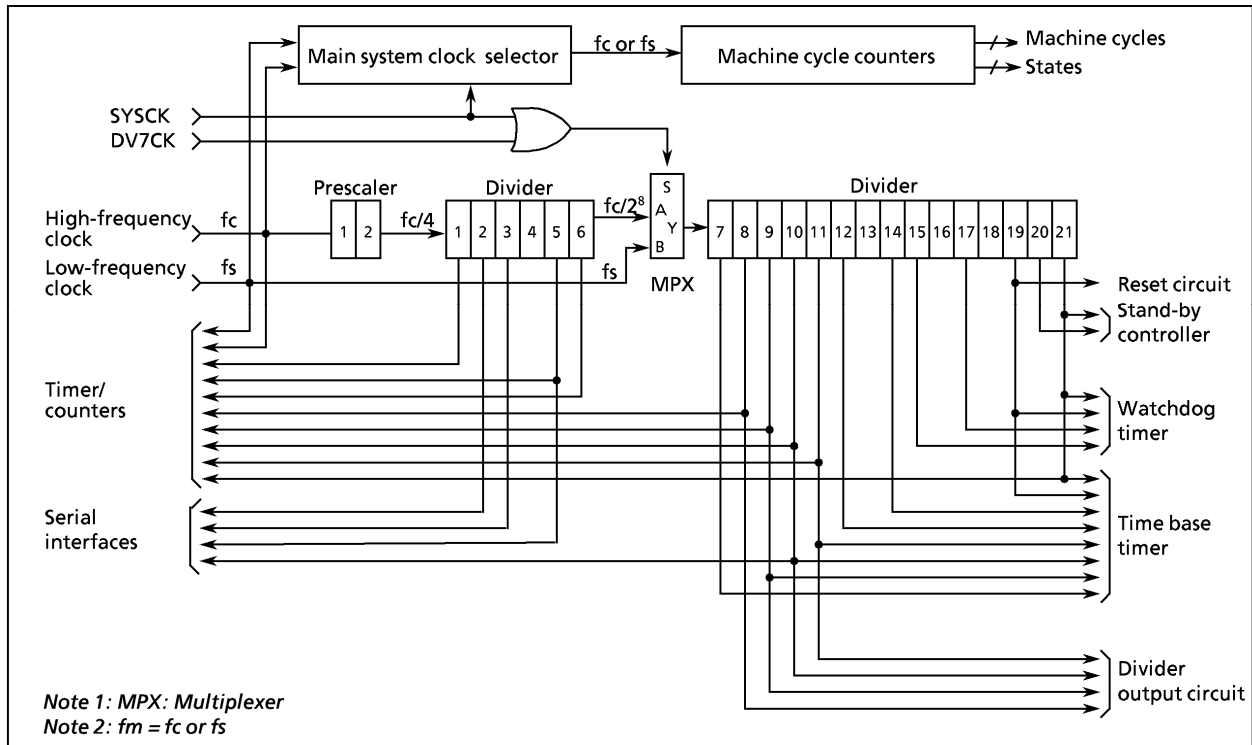 Main system clock selector
fc or fs
Machine cycle counters
Machine cycles
States
SYSCK
DV7CK
Prescaler
Divider
Divider
High-frequency
clock
fc
1 2
fc/4
1 2 3 4 5 6
fc/2⁸
S
A
Y
B
MPX
7 8 9 10 11 12 13 14 15 16 17 18 19 20 21
Low-frequency
clock
fs
fs
Reset circuit
Stand-by
controller
Timer/
counters
Watchdog
timer
Serial
interfaces
Time base
timer
Divider
output circuit
Note 1: MPX: Multiplexer
Note 2: fm = fc or fs